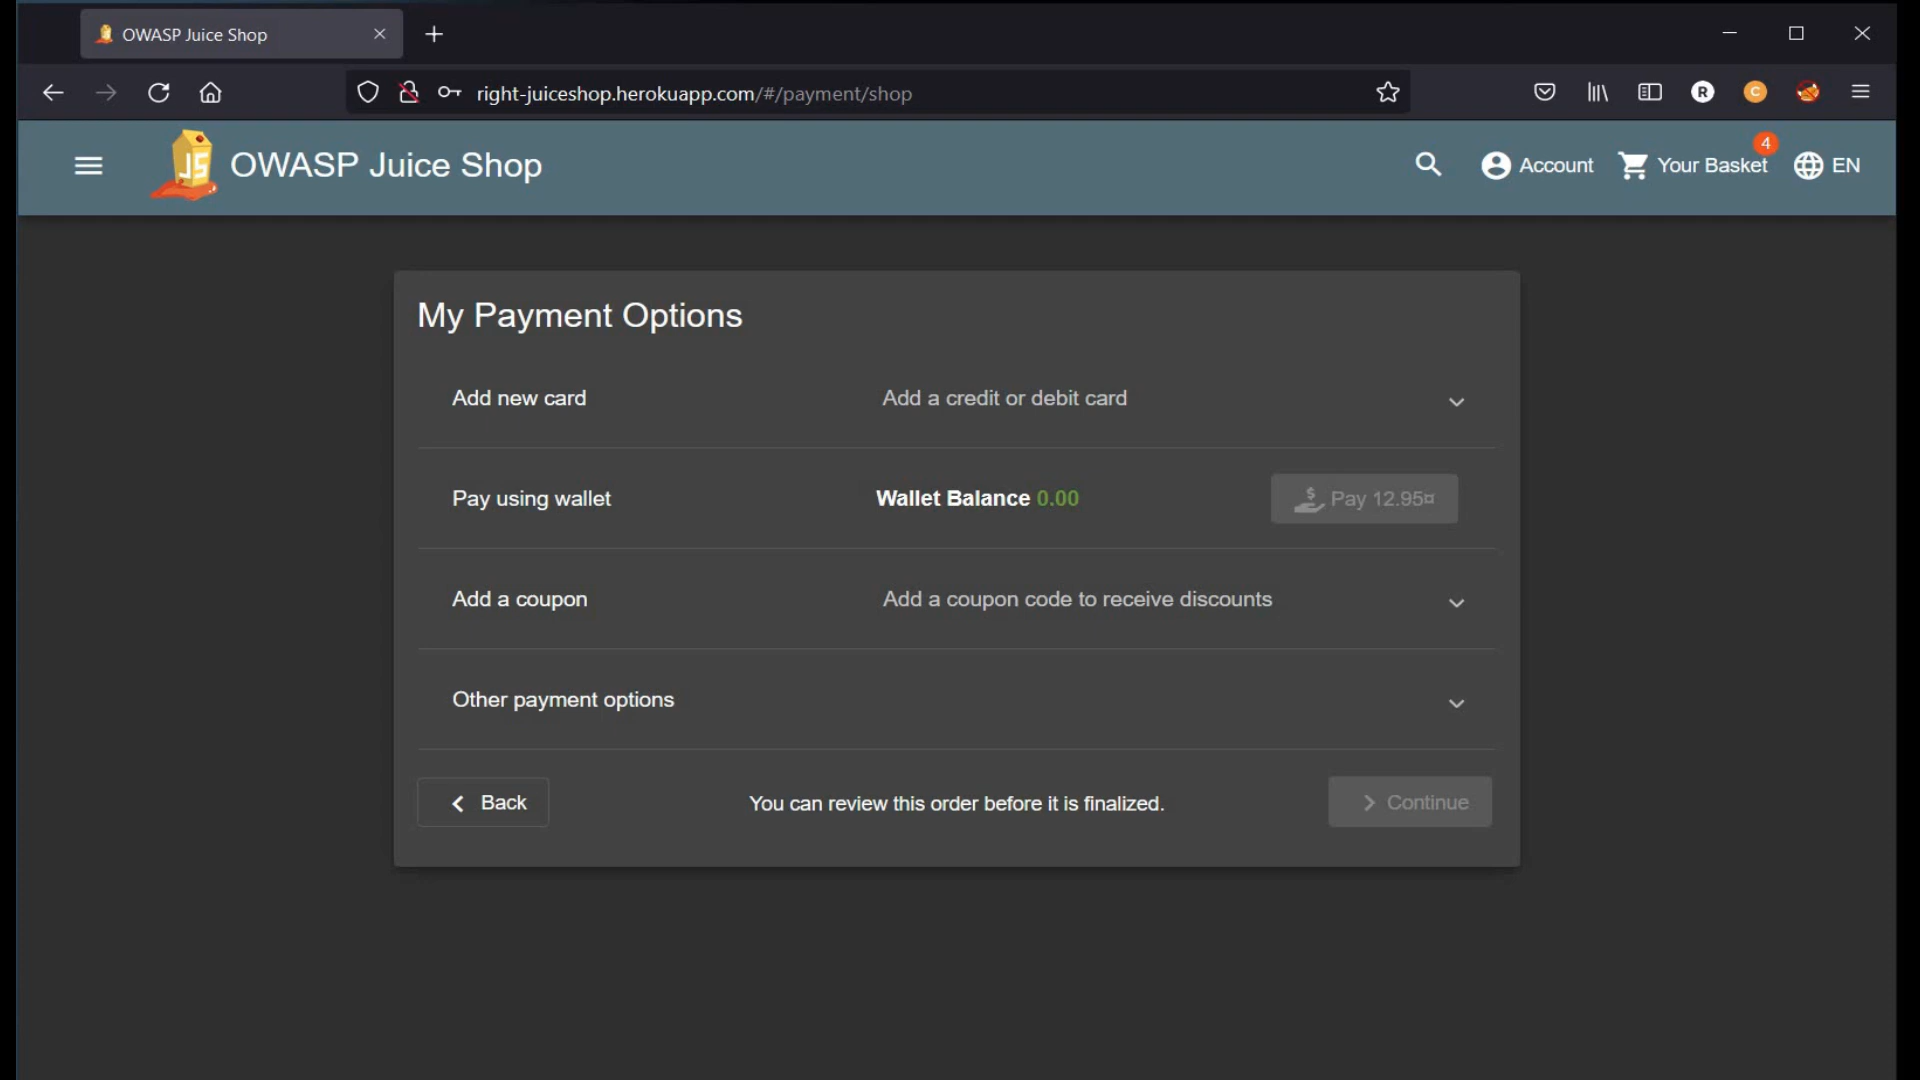 OWASP Juice Shop
right-juiceshop.herokuapp.com/#/payment/shop
R
C
JS
OWASP Juice Shop
Account
Your Basket
4
EN
My Payment Options
Add new card
Add a credit or debit card
Pay using wallet
Wallet Balance 0.00
$
Pay 12.95¤
Add a coupon
Add a coupon code to receive discounts
Other payment options
Back
You can review this order before it is finalized.
Continue